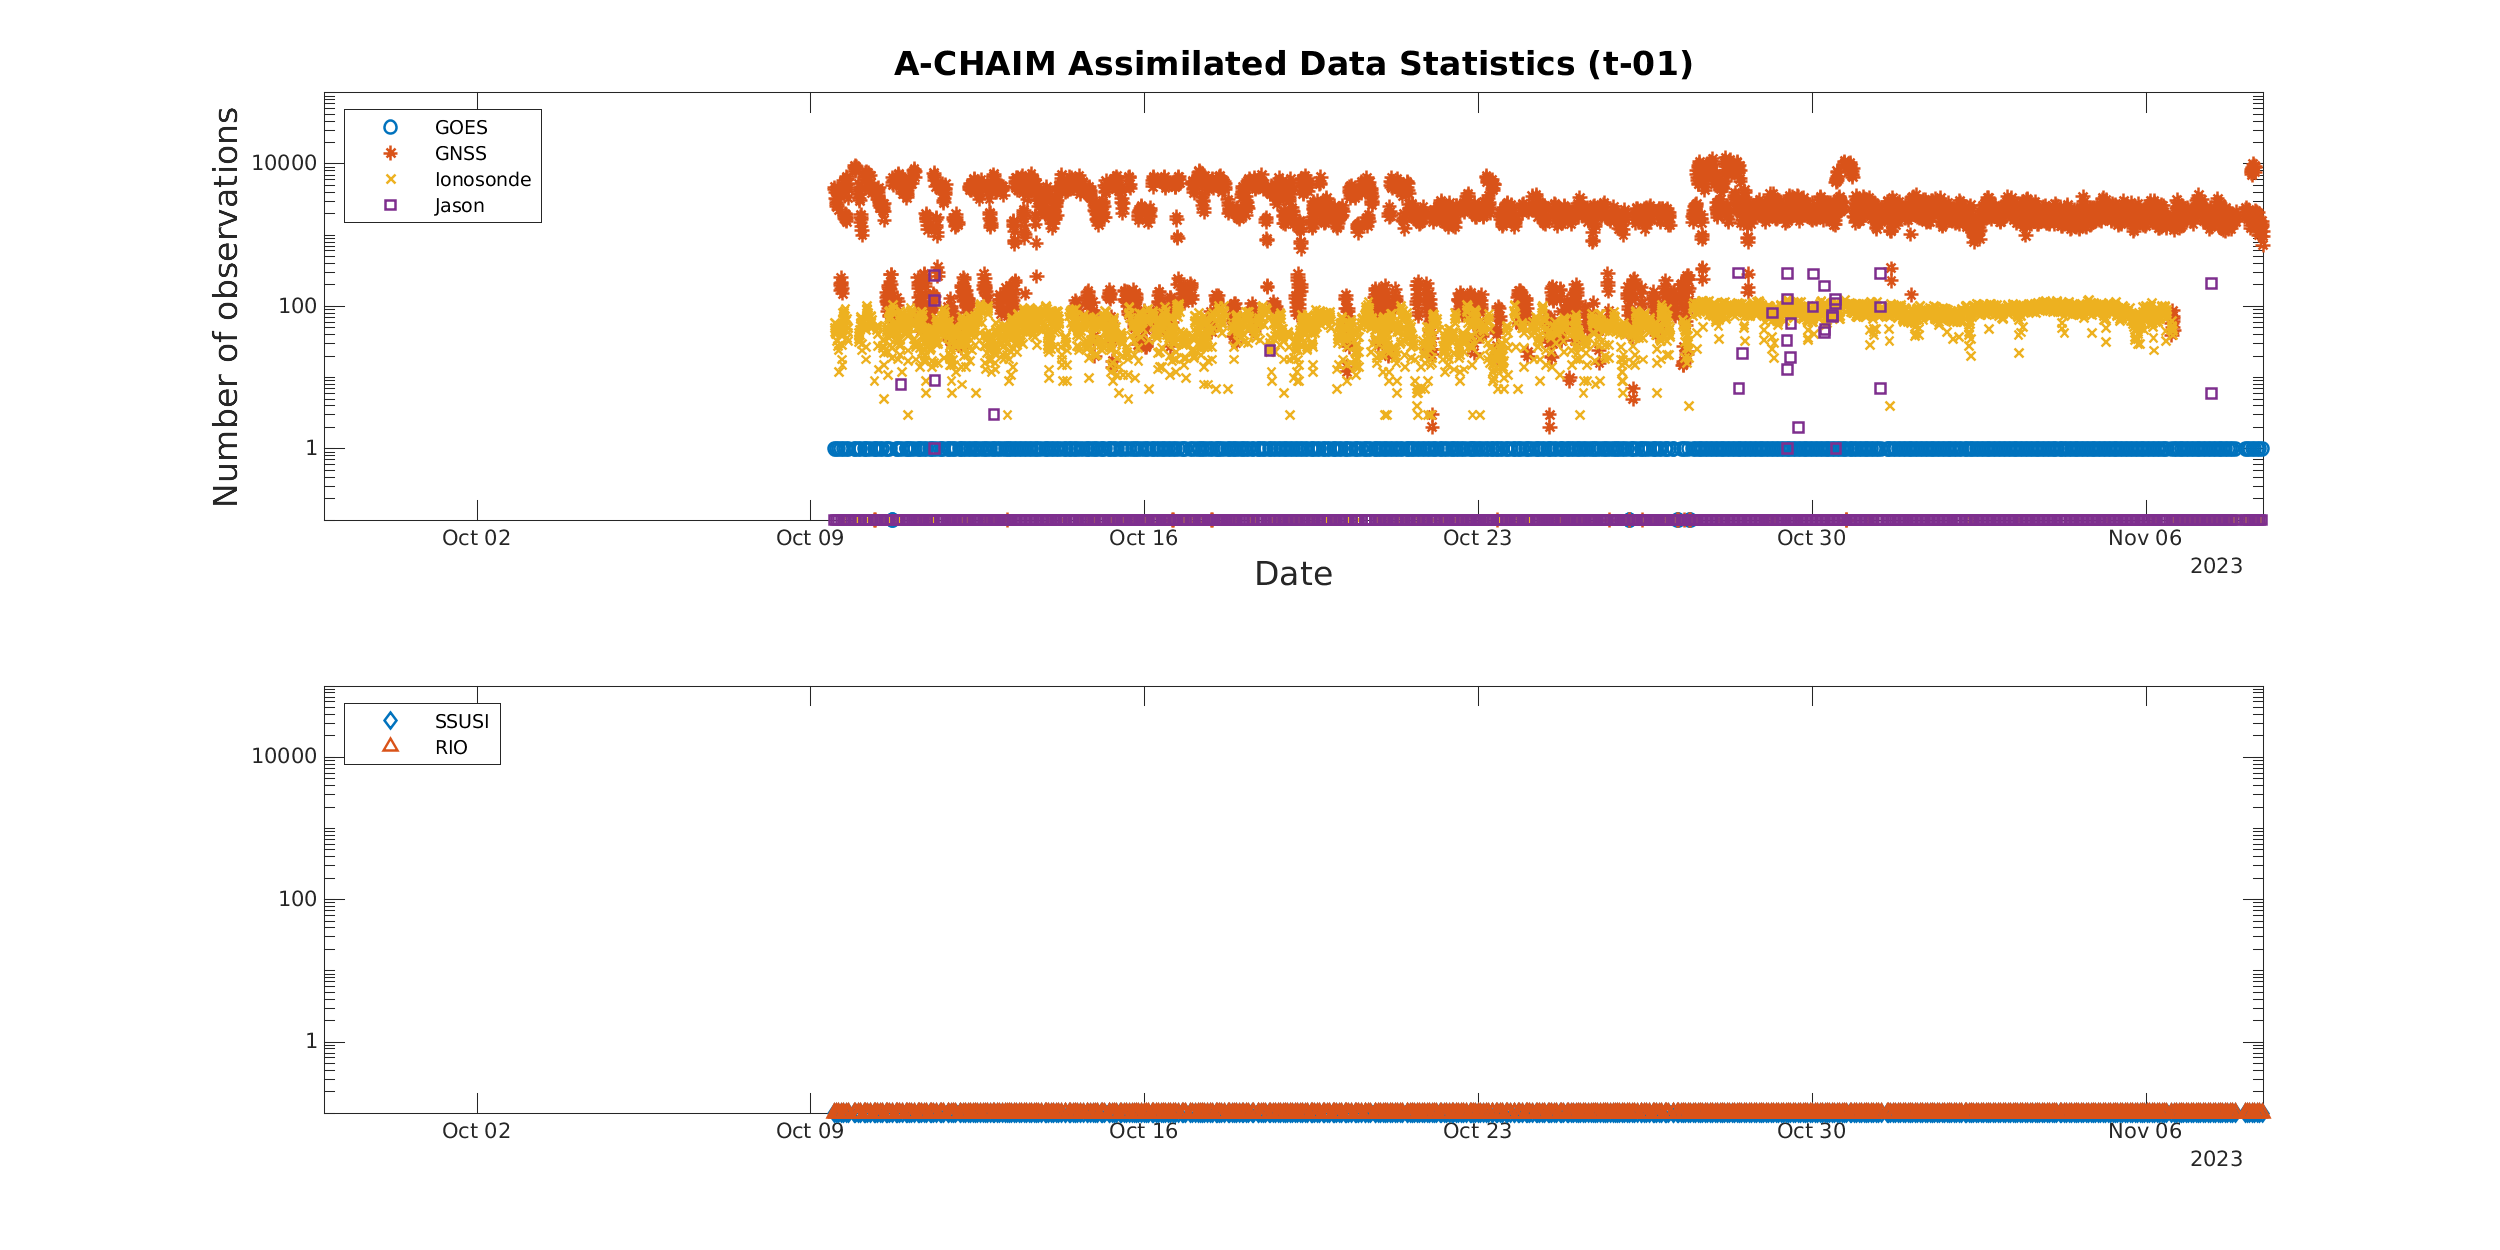 A-CHAIM Assimilated Data Statistics (t-01)
Number of observations
10000
100
1
GOES
GNSS
Ionosonde
Jason
Oct 02
Oct 09
Oct 16
Oct 23
Oct 30
Nov 06
2023
Date
10000
100
1
SSUSI
RIO
Oct 02
Oct 09
Oct 16
Oct 23
Oct 30
Nov 06
2023